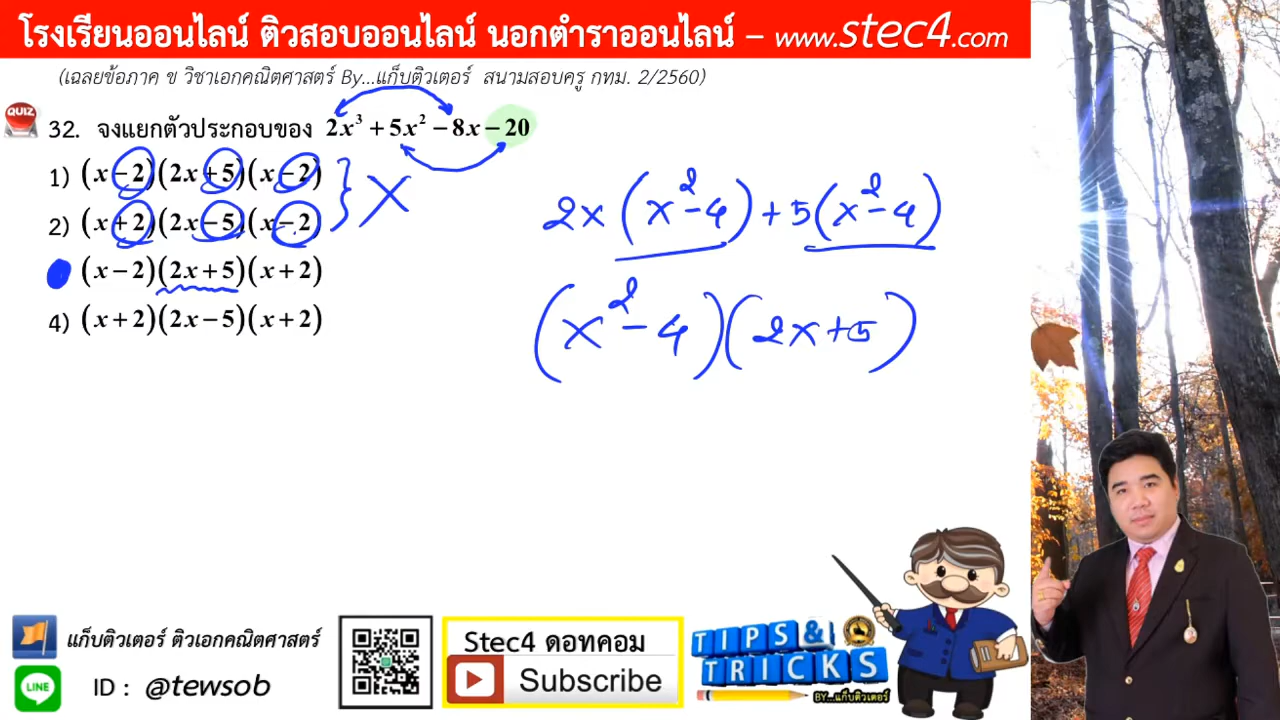 โรงเรียนออนไลน์ ติวสอบออนไลน์ นอกตำราออนไลน์ – www.stec4.com
(เฉลยข้อภาค ข วิชาเอกคณิตศาสตร์ By...แก็บติวเตอร์ สนามสอบครู กทม. 2/2560)
QUIZ
32. จงแยกตัวประกอบของ 2x³ + 5x² − 8x − 20
1) (x − 2)(2x + 5)(x − 2)
2) (x + 2)(2x − 5)(x − 2)
(x − 2)(2x + 5)(x + 2)
4) (x + 2)(2x − 5)(x + 2)
} X
2x(x² − 4) + 5(x² − 4)
(x² − 4)(2x + 5)
แก็บติวเตอร์ ติวเอกคณิตศาสตร์
LINE
ID : @tewsob
Stec4 ดอทคอม
Subscribe
TIPS &
TRICKS
BY...แก็บติวเตอร์